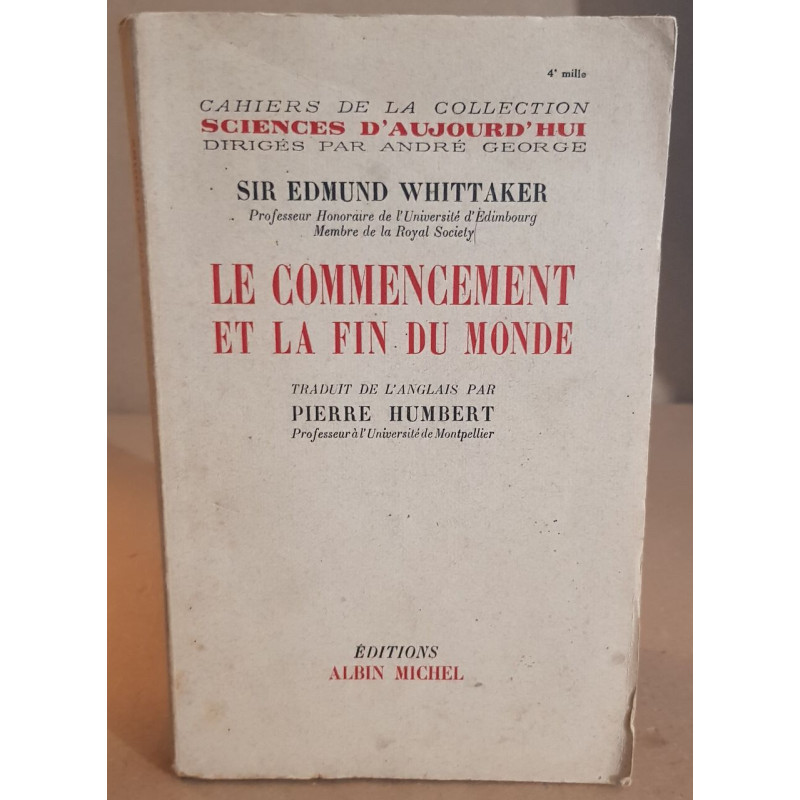 4e mille
CAHIERS DE LA COLLECTION
SCIENCES D'AUJOURD'HUI
DIRIGÉS PAR ANDRÉ GEORGE
SIR EDMUND WHITTAKER
Professeur Honoraire de l'Université d'Édimbourg
Membre de la Royal Society
LE COMMENCEMENT
ET LA FIN DU MONDE
TRADUIT DE L'ANGLAIS PAR
PIERRE HUMBERT
Professeur à l'Université de Montpellier
ÉDITIONS
ALBIN MICHEL